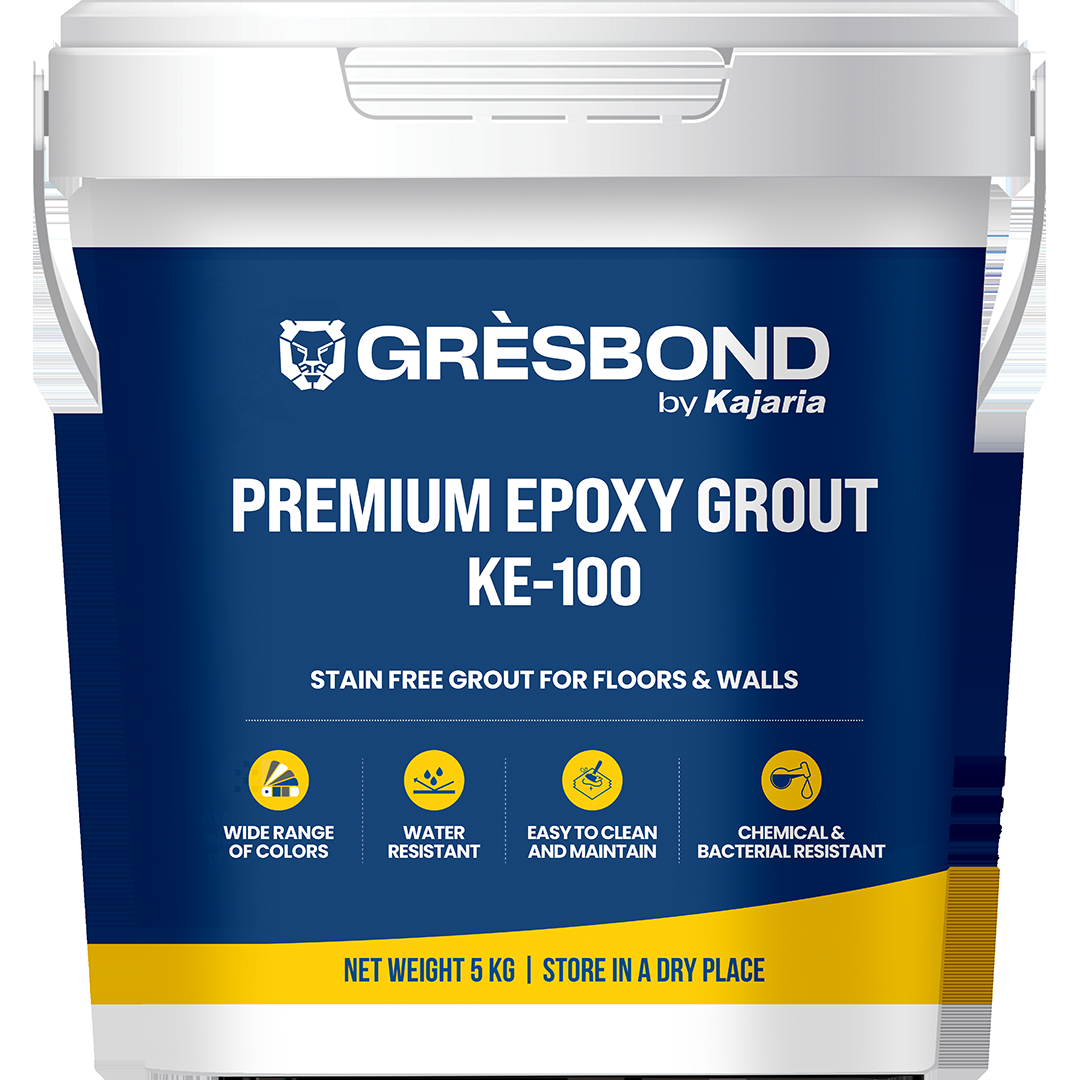 GRÈSBOND
by Kajaria
PREMIUM EPOXY GROUT
KE-100
STAIN FREE GROUT FOR FLOORS & WALLS
WIDE RANGE
OF COLORS
WATER
RESISTANT
EASY TO CLEAN
AND MAINTAIN
CHEMICAL &
BACTERIAL RESISTANT
NET WEIGHT 5 KG | STORE IN A DRY PLACE